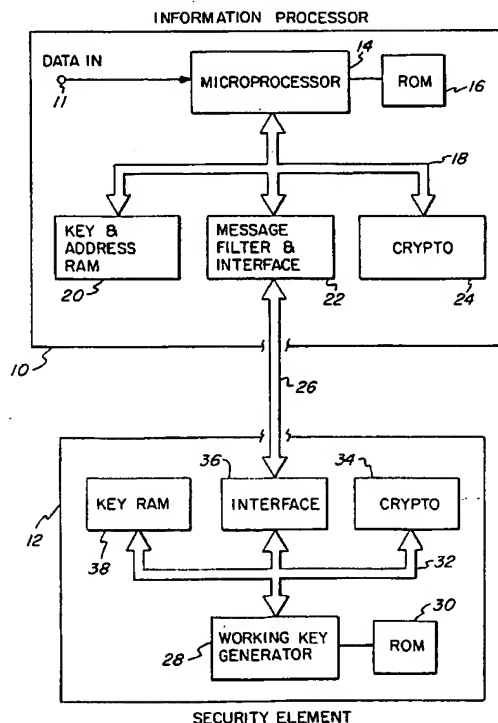 INFORMATION PROCESSOR
DATA IN
11
14
MICROPROCESSOR
ROM
16
18
KEY &
ADDRESS
RAM
20
MESSAGE
FILTER &
INTERFACE
22
CRYPTO
24
10
26
12
KEY RAM
38
36
INTERFACE
34
CRYPTO
32
28
WORKING KEY
GENERATOR
30
ROM
SECURITY ELEMENT